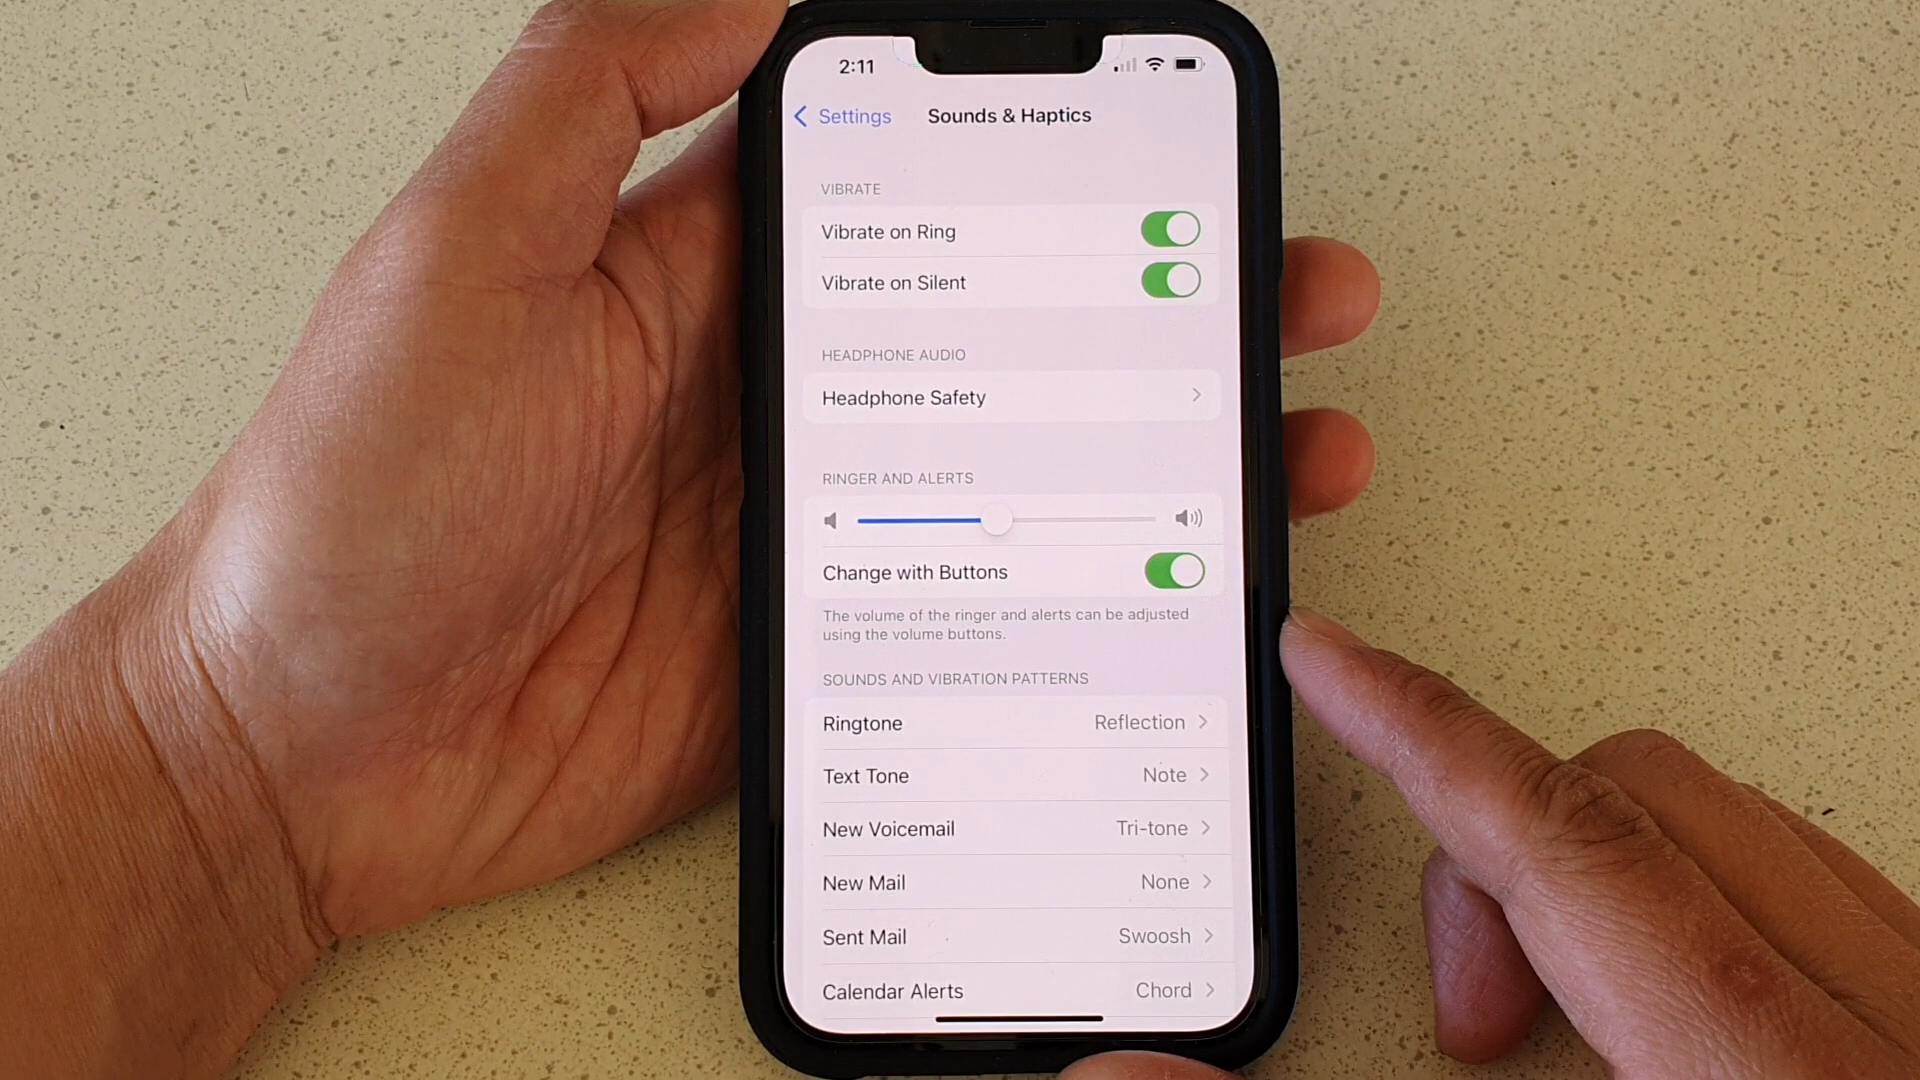 2:11
Settings
Sounds & Haptics
VIBRATE
Vibrate on Ring
Vibrate on Silent
HEADPHONE AUDIO
Headphone Safety
RINGER AND ALERTS
Change with Buttons
The volume of the ringer and alerts can be adjusted
using the volume buttons.
SOUNDS AND VIBRATION PATTERNS
Ringtone Reflection
Text Tone Note
New Voicemail Tri-tone
New Mail None
Sent Mail Swoosh
Calendar Alerts Chord